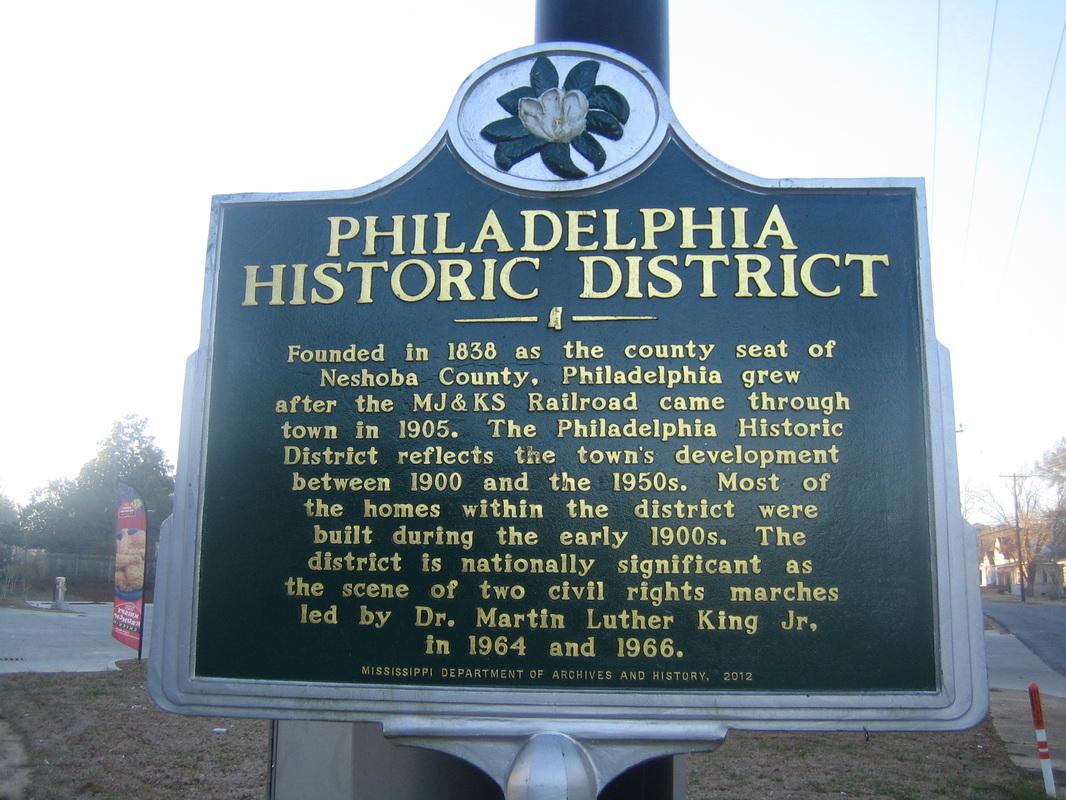 PHILADELPHIA
HISTORIC DISTRICT
Founded in 1838 as the county seat of
Neshoba County, Philadelphia grew
after the MJ&KS Railroad came through
town in 1905. The Philadelphia Historic
District reflects the town's development
between 1900 and the 1950s. Most of
the homes within the district were
built during the early 1900s. The
district is nationally significant as
the scene of two civil rights marches
led by Dr. Martin Luther King Jr,
in 1964 and 1966.
MISSISSIPPI DEPARTMENT OF ARCHIVES AND HISTORY, 2012